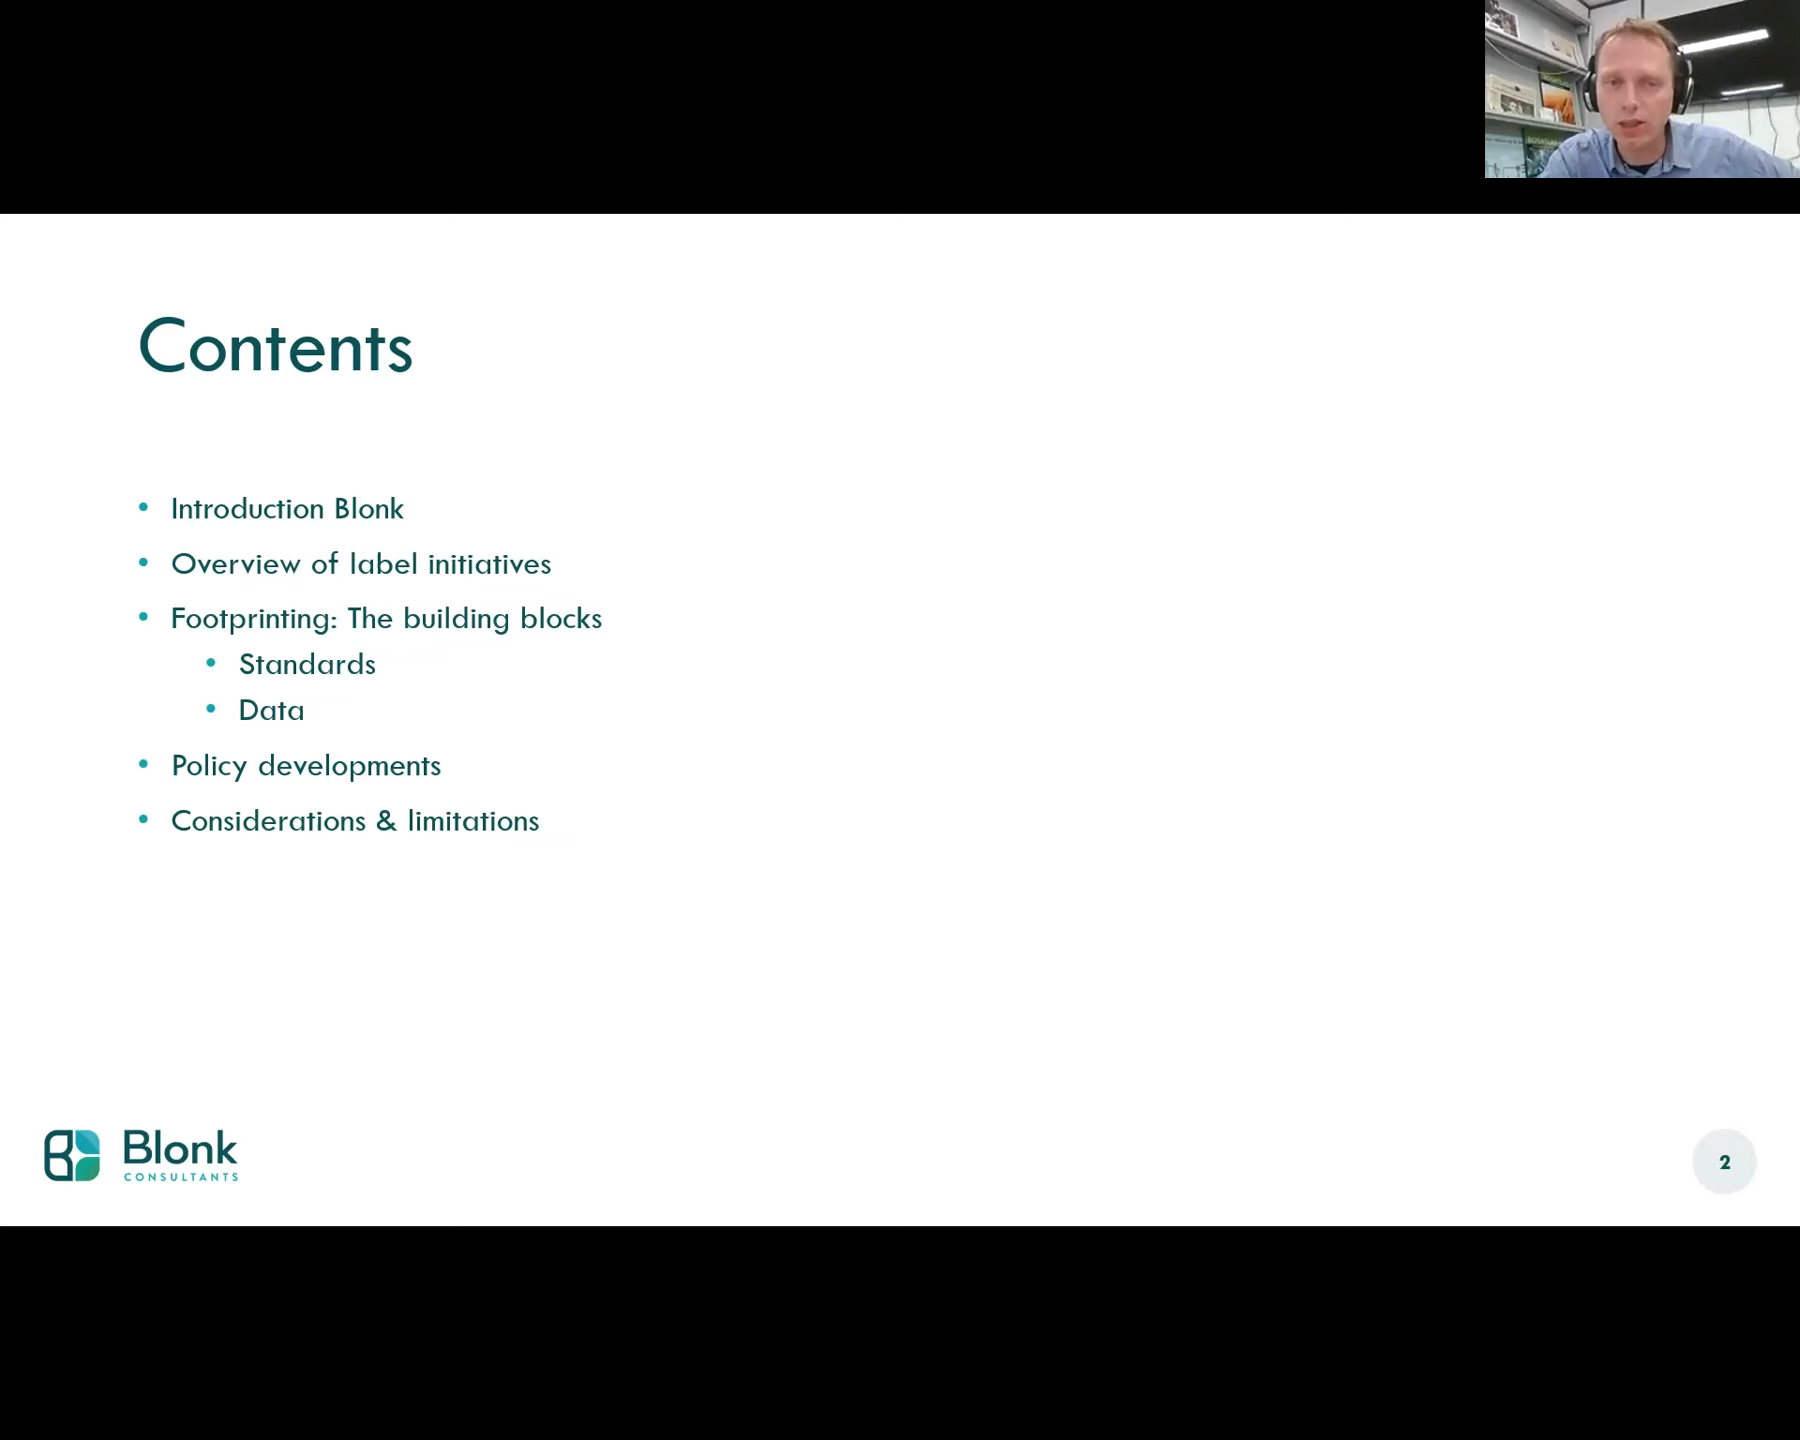 Contents
• Introduction Blonk
• Overview of label initiatives
• Footprinting: The building blocks
• Standards
• Data
• Policy developments
• Considerations & limitations
Blonk
CONSULTANTS
2